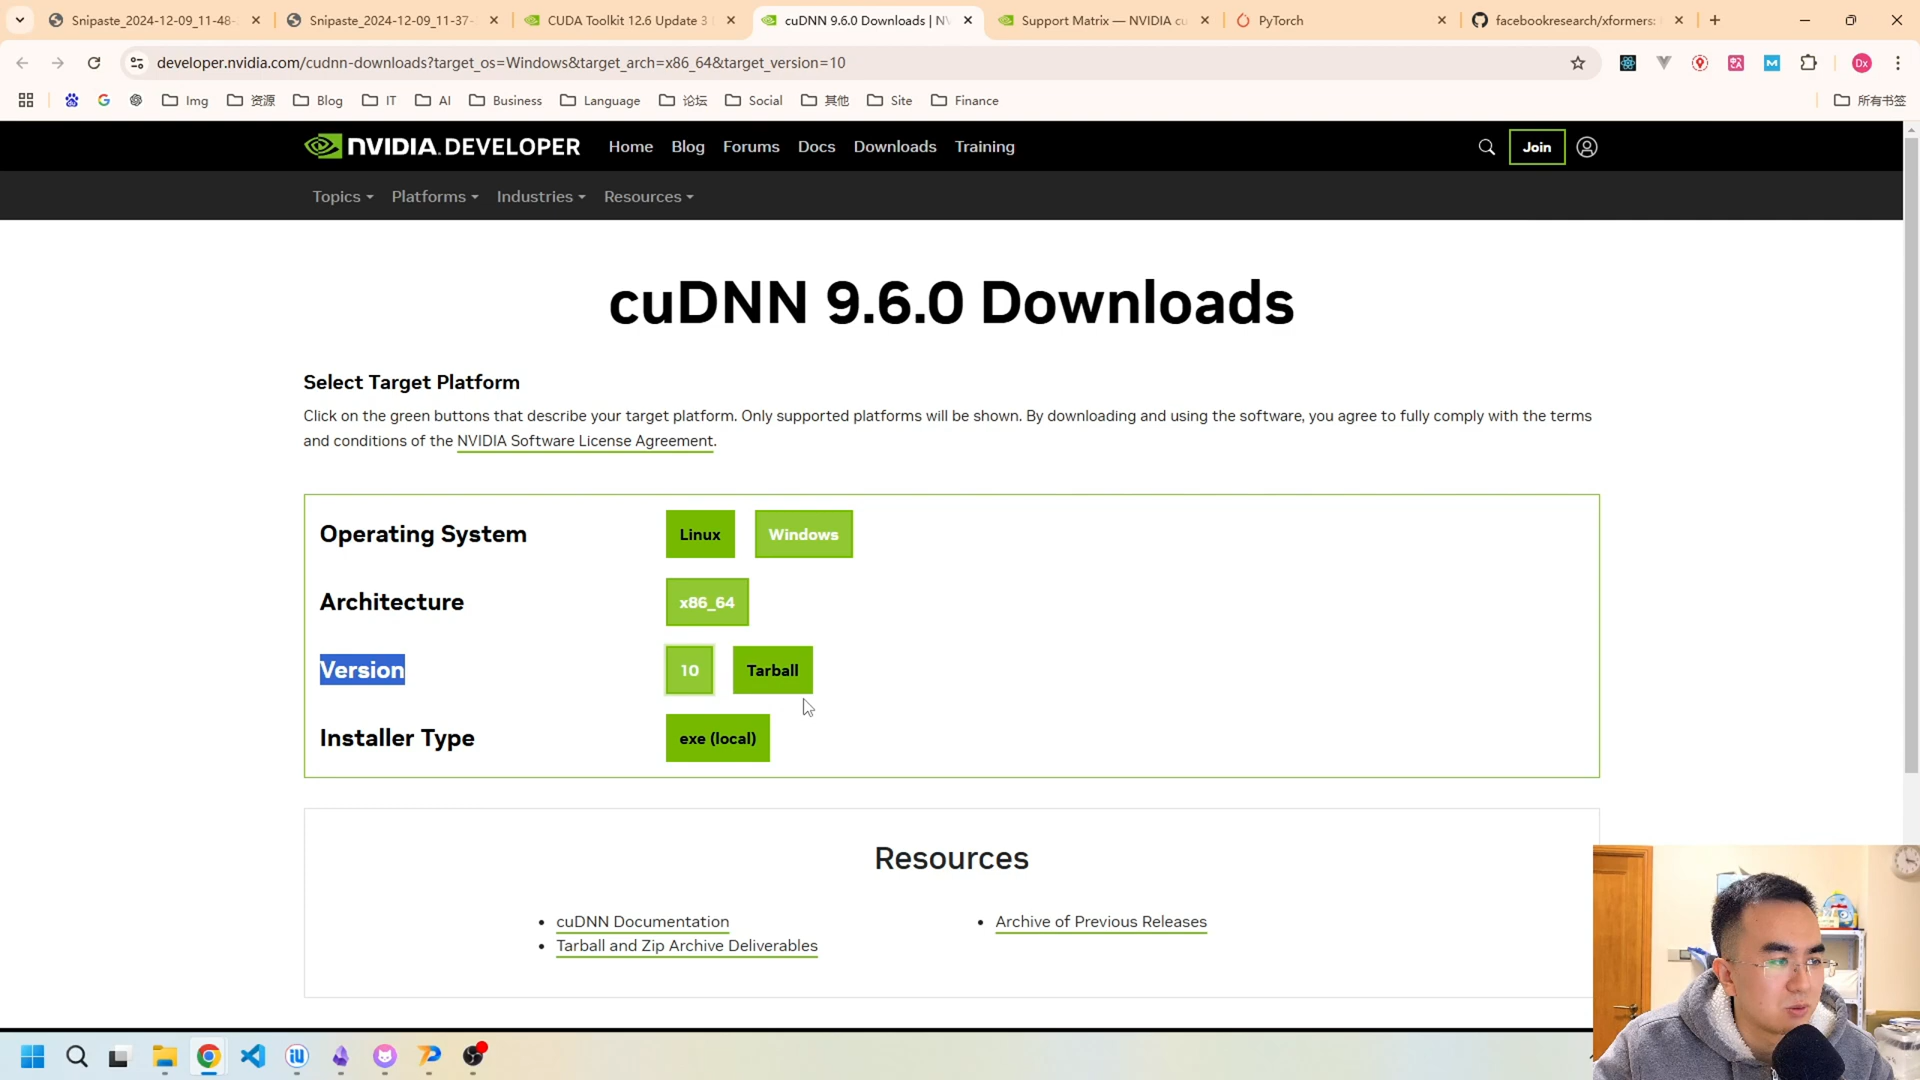 Snipaste_2024-12-09_11-48-
Snipaste_2024-12-09_11-37-
CUDA Toolkit 12.6 Update 3
cuDNN 9.6.0 Downloads | NV
Support Matrix — NVIDIA cu
PyTorch
facebookresearch/xformers:
developer.nvidia.com/cudnn-downloads?target_os=Windows&target_arch=x86_64&target_version=10
Dx
Img
资源
Blog
IT
AI
Business
Language
论坛
Social
其他
Site
Finance
所有书签
NVIDIA. DEVELOPER
Home
Blog
Forums
Docs
Downloads
Training
Join
Topics
Platforms
Industries
Resources
cuDNN 9.6.0 Downloads
Select Target Platform
Click on the green buttons that describe your target platform. Only supported platforms will be shown. By downloading and using the software, you agree to fully comply with the terms
and conditions of the NVIDIA Software License Agreement.
Operating System
Linux
Windows
Architecture
x86_64
Version
10
Tarball
Installer Type
exe (local)
Resources
• cuDNN Documentation
• Tarball and Zip Archive Deliverables
• Archive of Previous Releases